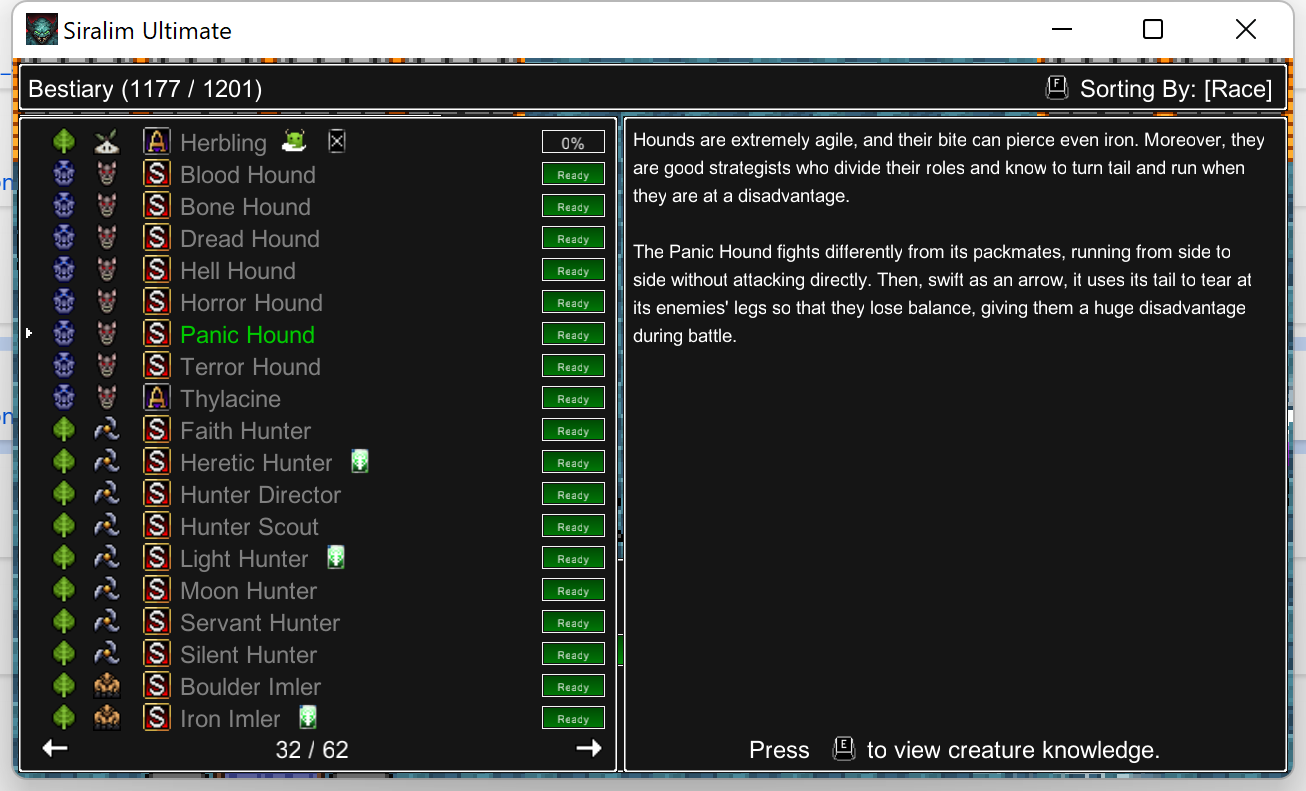 Siralim Ultimate
Bestiary (1177 / 1201)
F Sorting By: [Race]
A Herbling 0%
S Blood Hound Ready
S Bone Hound Ready
S Dread Hound Ready
S Hell Hound Ready
S Horror Hound Ready
S Panic Hound Ready
S Terror Hound Ready
A Thylacine Ready
S Faith Hunter Ready
S Heretic Hunter Ready
S Hunter Director Ready
S Hunter Scout Ready
S Light Hunter Ready
S Moon Hunter Ready
S Servant Hunter Ready
S Silent Hunter Ready
S Boulder Imler Ready
S Iron Imler Ready
32 / 62
Hounds are extremely agile, and their bite can pierce even iron. Moreover, they
are good strategists who divide their roles and know to turn tail and run when
they are at a disadvantage.
The Panic Hound fights differently from its packmates, running from side to
side without attacking directly. Then, swift as an arrow, it uses its tail to tear at
its enemies' legs so that they lose balance, giving them a huge disadvantage
during battle.
Press E to view creature knowledge.